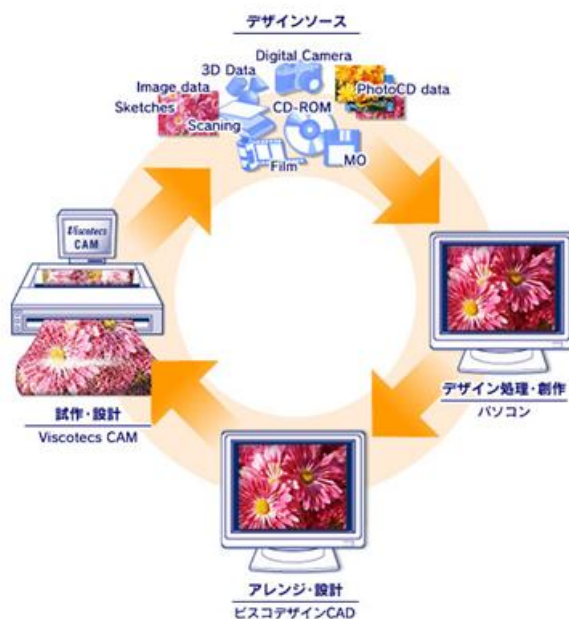 デザインソース
Digital Camera
3D Data
Image data
PhotoCD data
Sketches
CD-ROM
Scaning
MO
Film
Viscotecs
CAM
デザイン処理・創作
パソコン
試作・設計
Viscotecs CAM
アレンジ・設計
ビスコデザインCAD